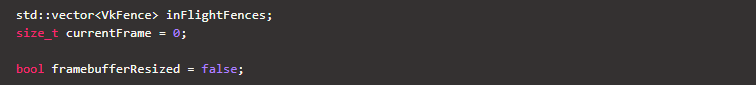 std::vector<VkFence> inFlightFences;
size_t currentFrame = 0;
bool framebufferResized = false;